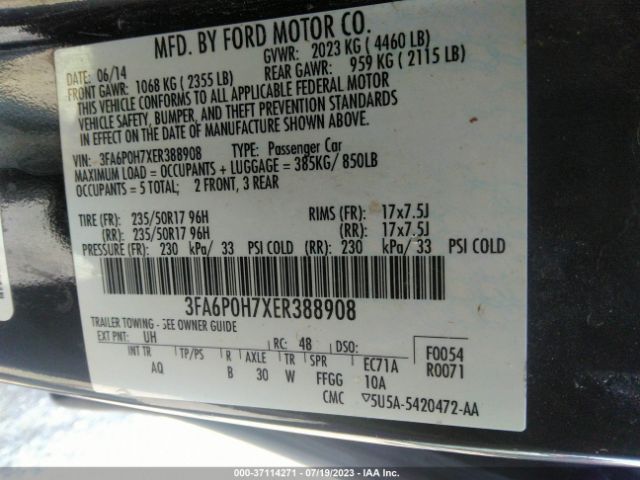 MFD. BY FORD MOTOR CO.
DATE: 06/14 GVWR: 2023 KG ( 4460 LB)
FRONT GAWR: 1068 KG ( 2355 LB) REAR GAWR: 959 KG ( 2115 LB)
THIS VEHICLE CONFORMS TO ALL APPLICABLE FEDERAL MOTOR
VEHICLE SAFETY, BUMPER, AND THEFT PREVENTION STANDARDS
IN EFFECT ON THE DATE OF MANUFACTURE SHOWN ABOVE.
VIN: 3FA6P0H7XER388908 TYPE: Passenger Car
MAXIMUM LOAD = OCCUPANTS + LUGGAGE = 385KG/ 850LB
OCCUPANTS = 5 TOTAL; 2 FRONT, 3 REAR
TIRE (FR): 235/50R17 96H RIMS (FR): 17x7.5J
(RR): 235/50R17 96H (RR): 17x7.5J
PRESSURE (FR): 230 kPa/ 33 PSI COLD (RR): 230 kPa/ 33 PSI COLD
3FA6P0H7XER388908
TRAILER TOWING - SEE OWNER GUIDE
EXT PNT: UH RC: 48 DSO: F0054
INT TR TP/PS R AXLE TR SPR EC71A R0071
AQ B 30 W FFGG 10A
CMC ▽5U5A-5420472-AA
000-37114271 - 07/19/2023 - IAA Inc.